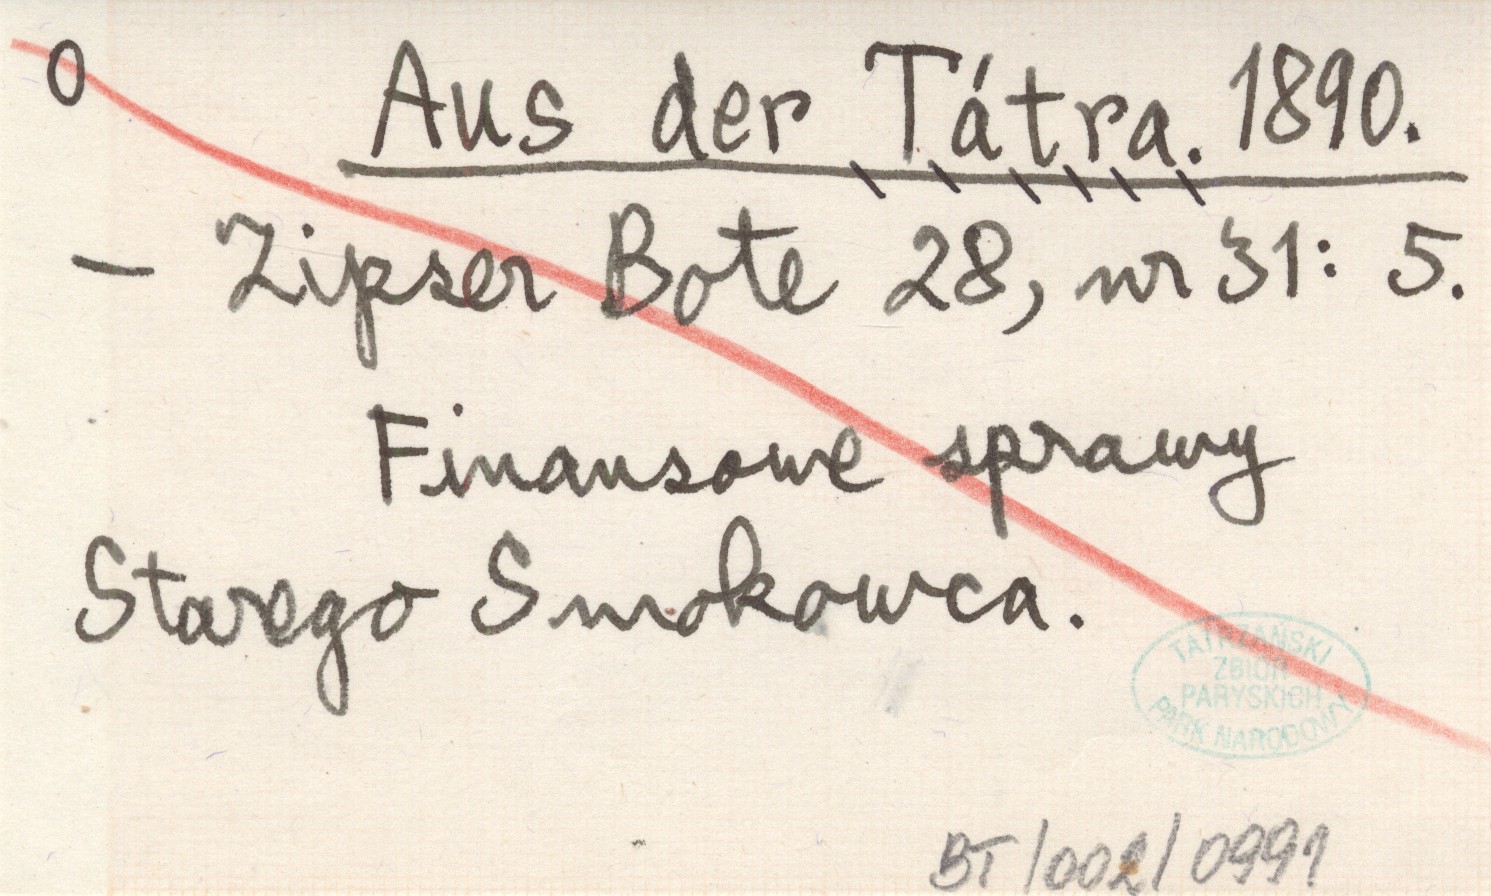 0
Aus der Tátra. 1890.
– Zipser Bote 28, nr 31: 5.
Finansowe sprawy
Starego Smokowca.
TATRZAŃSKI
ZBIÓR
PARYSKICH
PARK NARODOWY
BT/002/0991